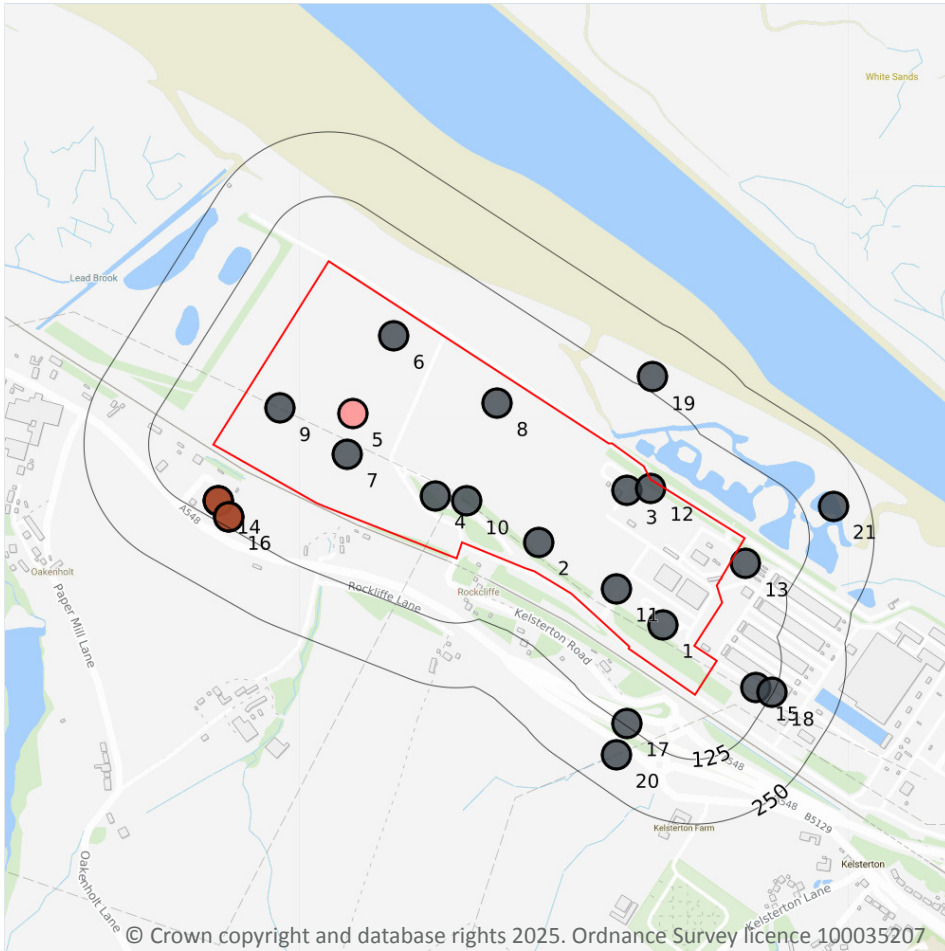 White Sands
Lead Brook
6
19
9
5
8
7
3
12
21
4
10
14
16
A548
2
13
Oakenholt
Rockcliffe
Rockliffe Lane
Paper Mill Lane
Kelsterton Road
11
1
15
18
17
125
A548
20
250
A548
B5129
Kelsterton Farm
Kelsterton
Oakenholt Lane
Kelsterton Lane
© Crown copyright and database rights 2025. Ordnance Survey licence 100035207